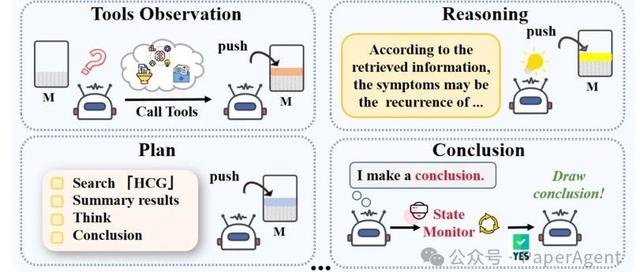 Tools Observation
push
M
Call Tools
M
Reasoning
According to the
retrieved information,
the symptoms may be
the recurrence of ...
push
M
Plan
Search「HCG」
Summary results
Think
Conclusion
push
M
Conclusion
I make a conclusion.
State
Monitor
YES
Draw
conclusion!
...
公众号 · PaperAgent